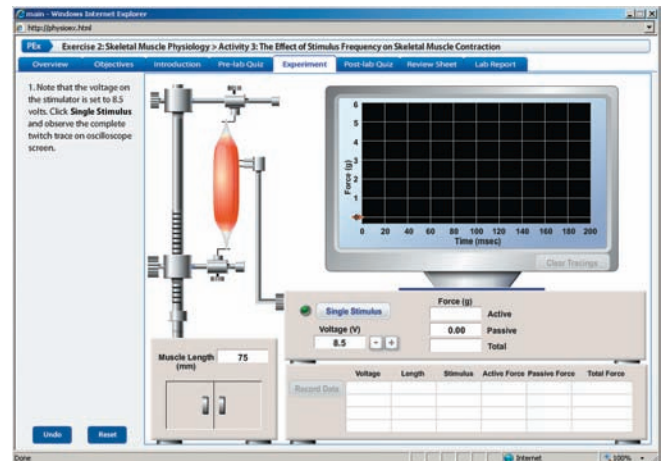 main - Windows Internet Explorer
http://physioex.html
PEx Exercise 2: Skeletal Muscle Physiology > Activity 3: The Effect of Stimulus Frequency on Skeletal Muscle Contraction
Overview Objectives Introduction Pre-lab Quiz Experiment Post-lab Quiz Review Sheet Lab Report
1. Note that the voltage on
the stimulator is set to 8.5
volts. Click Single Stimulus
and observe the complete
twitch trace on oscilloscope
screen.
6
5
4
3
2
1
Force (g)
0 20 40 60 80 100 120 140 160 180 200
Time (msec)
Clear Tracings
Single Stimulus
Voltage (V)
8.5 - +
Force (g)
Active
0.00 Passive
Total
Muscle Length 75
(mm)
Voltage Length Stimulus Active Force Passive Force Total Force
Record Data
Undo Reset
Done Internet 100%